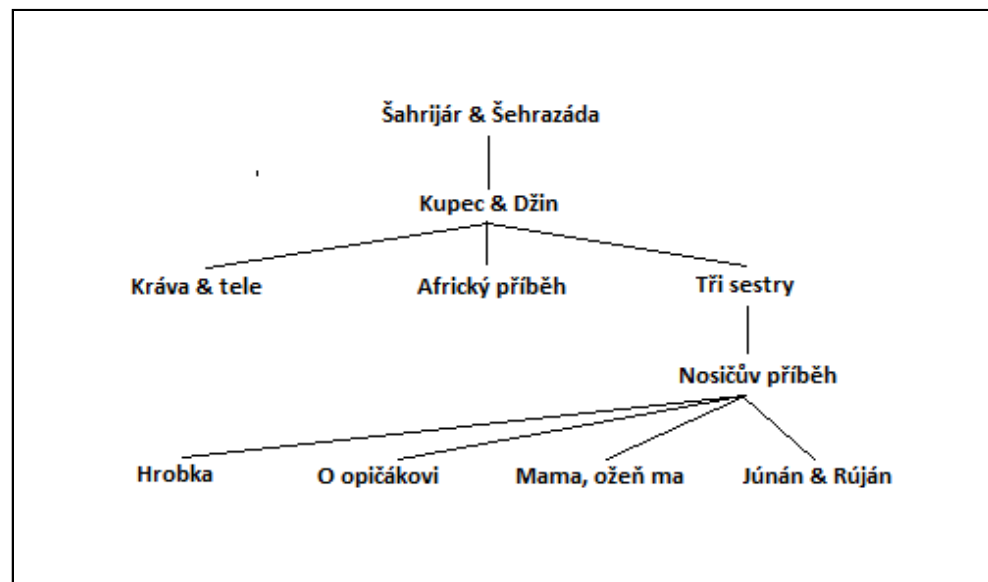 Šahrijár & Šehrazáda
Kupec & Džin
Kráva & tele
Africký příběh
Tři sestry
Nosičův příběh
Hrobka
O opičákovi
Mama, ožeň ma
Júnán & Rúján